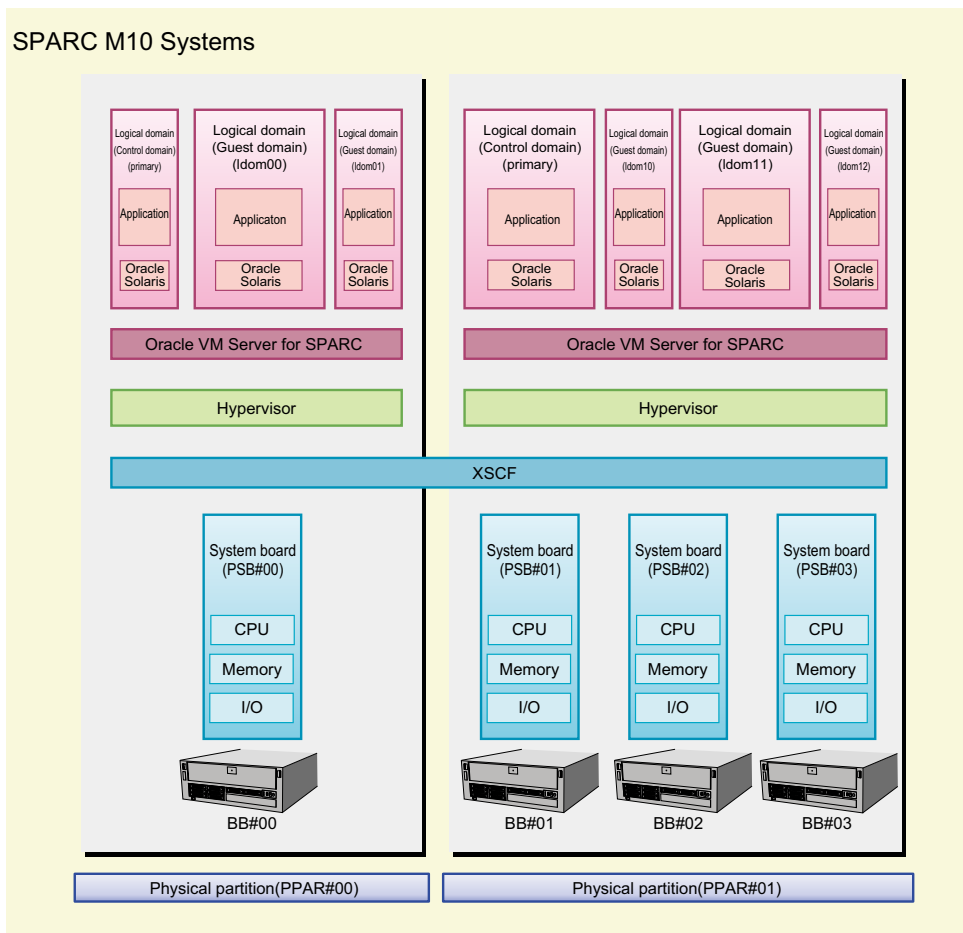 SPARC M10 Systems
Logical domain
(Control domain)
(primary)
Application
Oracle
Solaris
Logical domain
(Guest domain)
(ldom00)
Applicaton
Oracle
Solaris
Logical domain
(Guest domain)
(ldom01)
Application
Oracle
Solaris
Logical domain
(Control domain)
(primary)
Application
Oracle
Solaris
Logical domain
(Guest domain)
(ldom10)
Application
Oracle
Solaris
Logical domain
(Guest domain)
(ldom11)
Application
Oracle
Solaris
Logical domain
(Guest domain)
(ldom12)
Application
Oracle
Solaris
Oracle VM Server for SPARC
Oracle VM Server for SPARC
Hypervisor
Hypervisor
XSCF
System board
(PSB#00)
CPU
Memory
I/O
BB#00
System board
(PSB#01)
CPU
Memory
I/O
BB#01
System board
(PSB#02)
CPU
Memory
I/O
BB#02
System board
(PSB#03)
CPU
Memory
I/O
BB#03
Physical partition(PPAR#00)
Physical partition(PPAR#01)